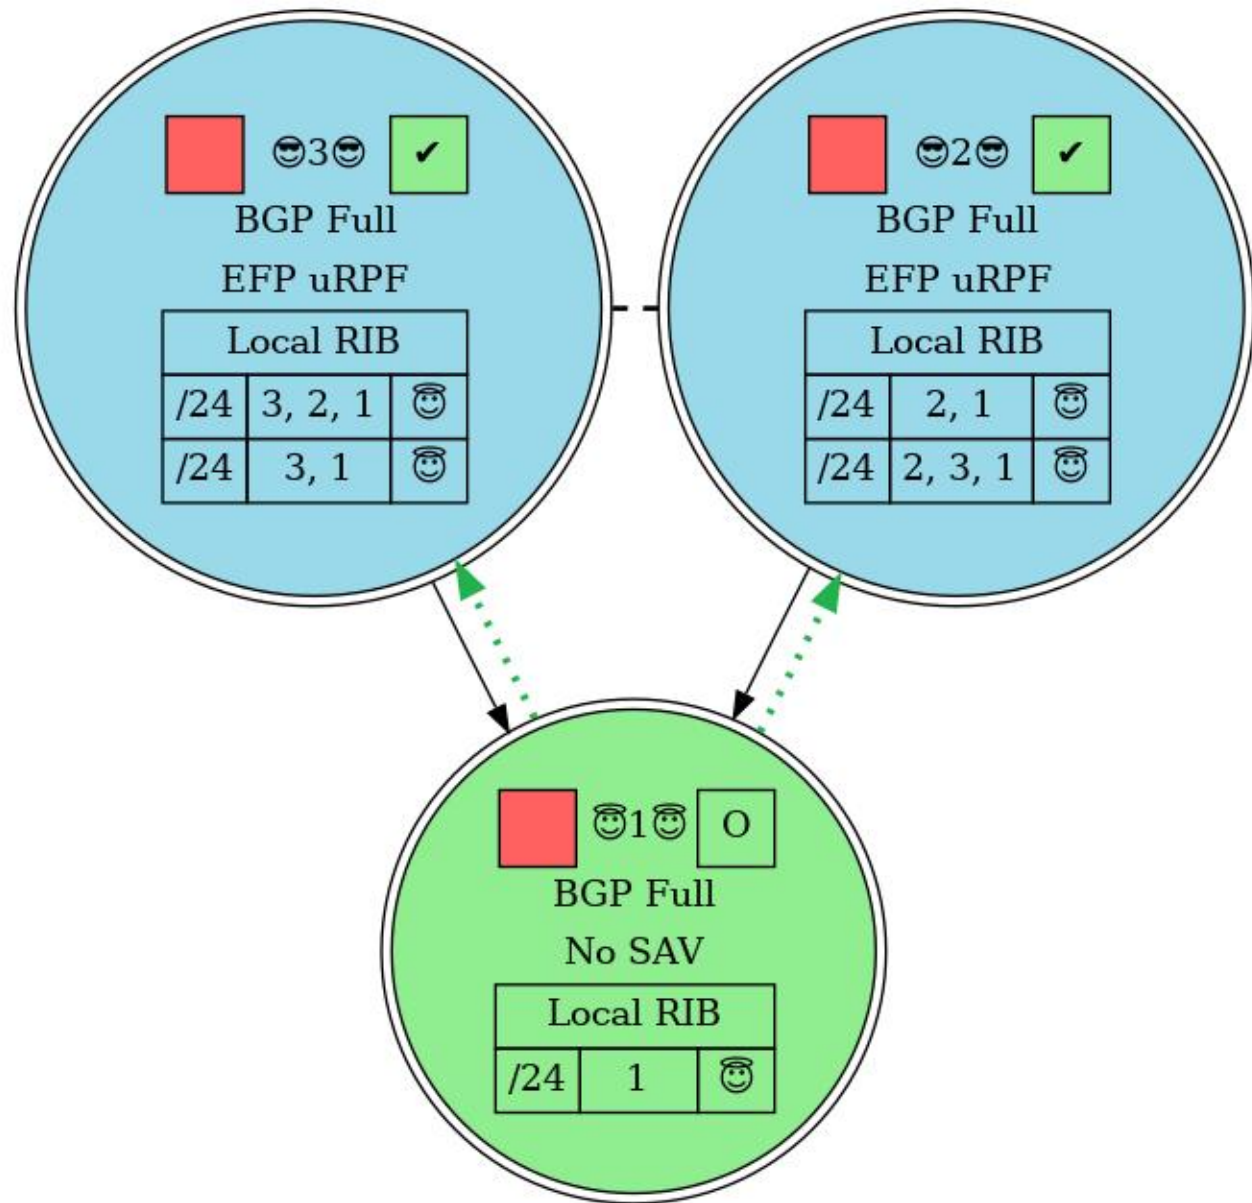 😎3😎 ✔
BGP Full
EFP uRPF
Local RIB
/24 3, 2, 1 😇
/24 3, 1 😇
😎2😎 ✔
BGP Full
EFP uRPF
Local RIB
/24 2, 1 😇
/24 2, 3, 1 😇
😇1😇 O
BGP Full
No SAV
Local RIB
/24 1 😇